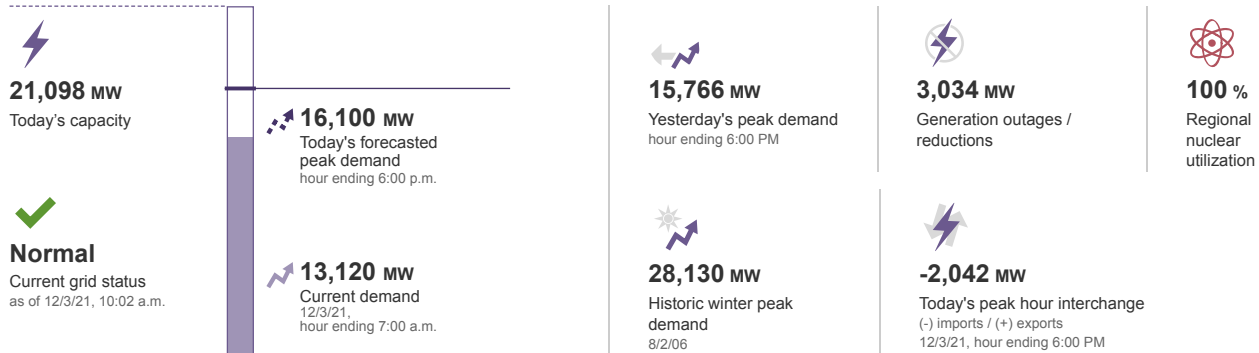 21,098 MW
Today's capacity
Normal
Current grid status
as of 12/3/21, 10:02 a.m.
16,100 MW
Today's forecasted
peak demand
hour ending 6:00 p.m.
13,120 MW
Current demand
12/3/21,
hour ending 7:00 a.m.
15,766 MW
Yesterday's peak demand
hour ending 6:00 PM
3,034 MW
Generation outages /
reductions
100 %
Regional
nuclear
utilization
28,130 MW
Historic winter peak
demand
8/2/06
-2,042 MW
Today's peak hour interchange
(-) imports / (+) exports
12/3/21, hour ending 6:00 PM